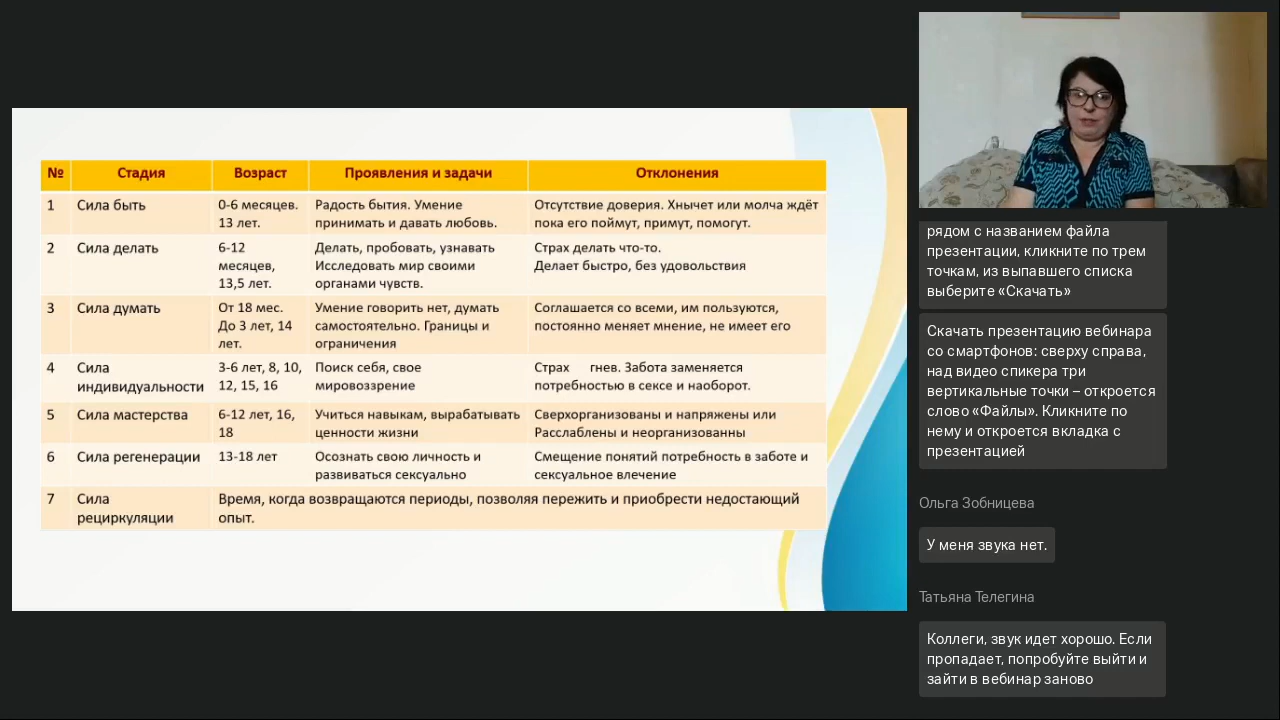 № Стадия Возраст Проявления и задачи Отклонения
1 Сила быть 0-6 месяцев. Радость бытия. Умение Отсутствие доверия. Хнычет или молча ждёт
13 лет. принимать и давать любовь. пока его поймут, примут, помогут.
2 Сила делать 6-12 Делать, пробовать, узнавать Страх делать что-то.
месяцев, Исследовать мир своими Делает быстро, без удовольствия
13,5 лет. органами чувств.
3 Сила думать От 18 мес. Умение говорить нет, думать Соглашается со всеми, им пользуются,
До 3 лет, 14 самостоятельно. Границы и постоянно меняет мнение, не имеет его
лет. ограничения
4 Сила 3-6 лет, 8, 10, Поиск себя, свое Страх гнев. Забота заменяется
индивидуальности 12, 15, 16 мировоззрение потребностью в сексе и наоборот.
5 Сила мастерства 6-12 лет, 16, Учиться навыкам, вырабатывать Сверхорганизованы и напряжены или
18 ценности жизни Расслаблены и неорганизованны
6 Сила регенерации 13-18 лет Осознать свою личность и Смещение понятий потребность в заботе и
развиваться сексуально сексуальное влечение
7 Сила Время, когда возвращаются периоды, позволяя пережить и приобрести недостающий
рециркуляции опыт.
рядом с названием файла
презентации, кликните по трем
точкам, из выпавшего списка
выберите «Скачать»
Скачать презентацию вебинара
со смартфонов: сверху справа,
над видео спикера три
вертикальные точки – откроется
слово «Файлы». Кликните по
нему и откроется вкладка с
презентацией
Ольга Зобницева
У меня звука нет.
Татьяна Телегина
Коллеги, звук идет хорошо. Если
пропадает, попробуйте выйти и
зайти в вебинар заново